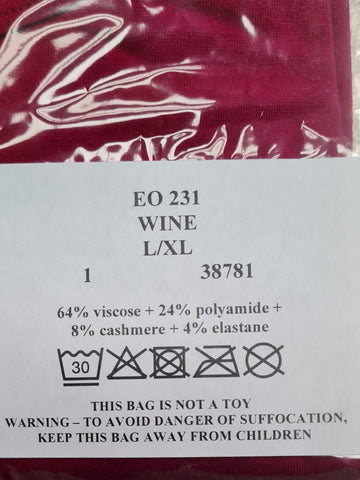 EO 231
WINE
L/XL
1 38781
64% viscose + 24% polyamide +
8% cashmere + 4% elastane
30
THIS BAG IS NOT A TOY
WARNING – TO AVOID DANGER OF SUFFOCATION,
KEEP THIS BAG AWAY FROM CHILDREN